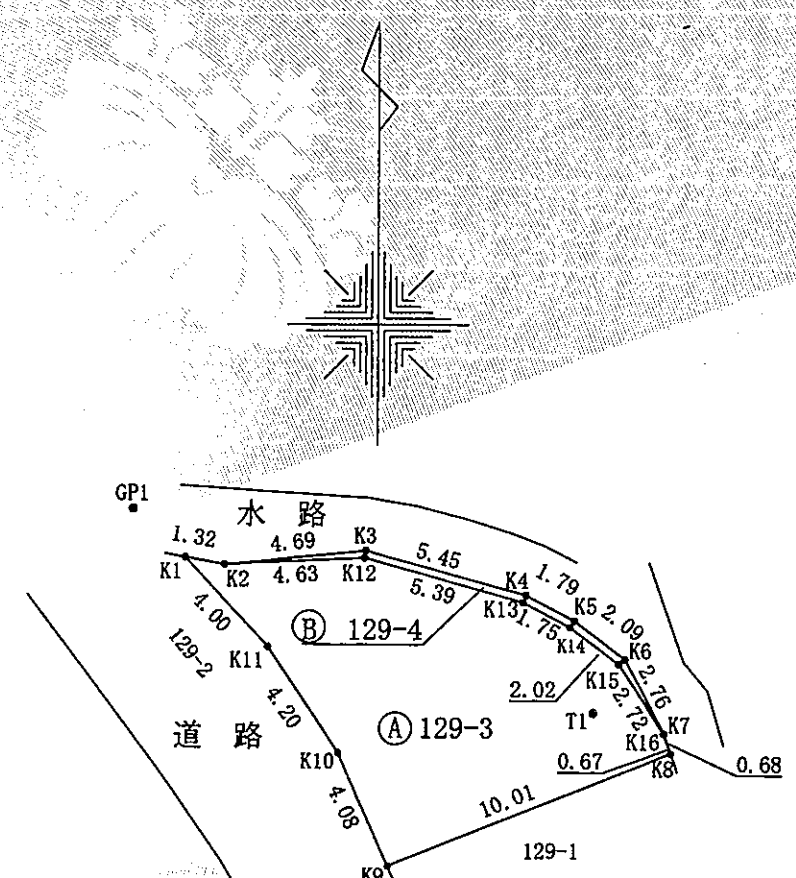 GP1
水 路
1.32
4.69
K3
K1
K2
4.63
K12
5.45
5.39
K4
1.79
K13
K5
1.75
K14
2.09
4.00
129-2
Ⓑ 129-4
K11
K6
K15
2.76
2.02
2.72
4.20
T1
道 路
Ⓐ 129-3
K16
K7
K10
0.67
K8
0.68
4.08
10.01
129-1
K9